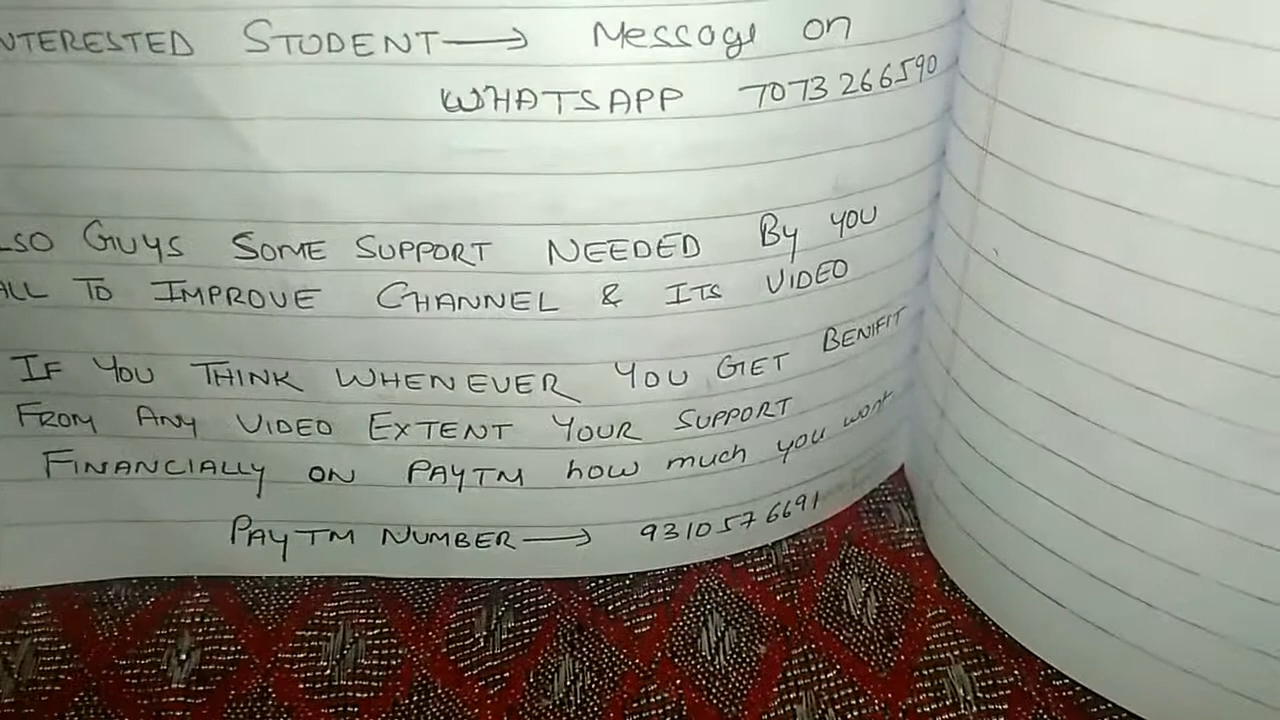 NTERESTED STUDENT → Message on
WHATSAPP 7073266590
LSO GUYS SOME SUPPORT NEEDED By YOU
ALL TO IMPROVE CHANNEL & ITS VIDEO
IF YOU THINK WHENEVER YOU GET BENIFIT
FROM ANY VIDEO EXTENT YOUR SUPPORT
FINANCIALLY ON PAYTM how much you want
PAYTM NUMBER → 9310576691